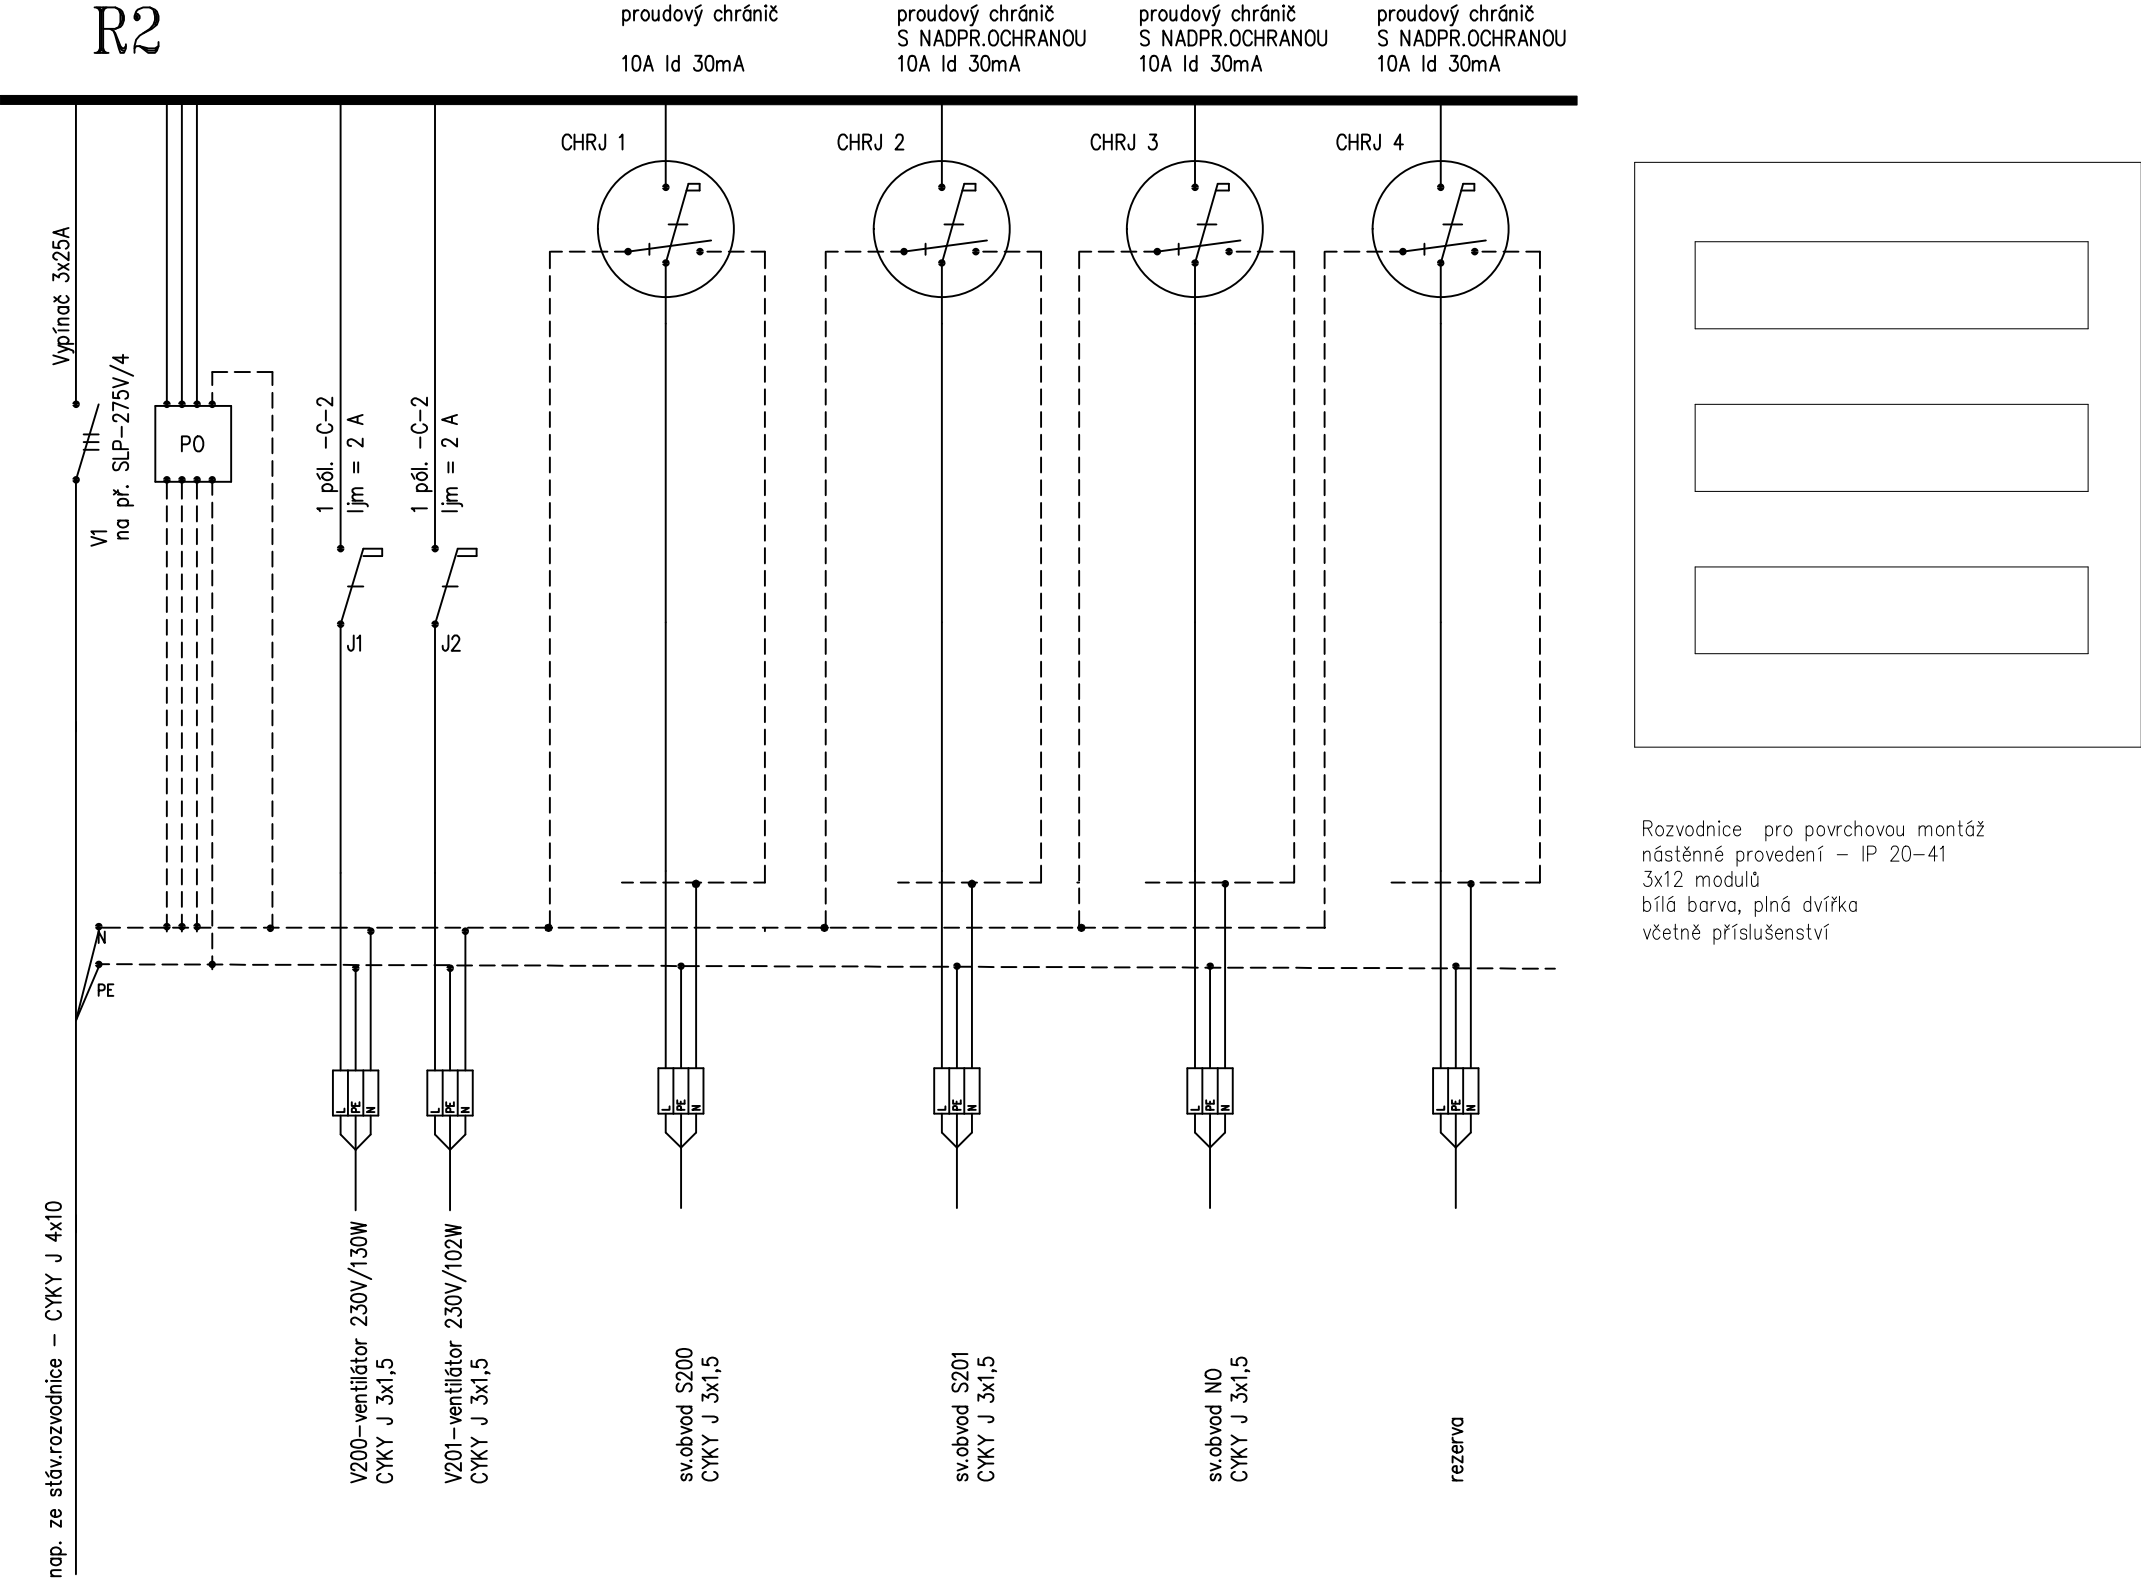 R2
proudový chránič
10A Id 30mA
proudový chránič
S NADPR.OCHRANOU
10A Id 30mA
proudový chránič
S NADPR.OCHRANOU
10A Id 30mA
proudový chránič
S NADPR.OCHRANOU
10A Id 30mA
CHRJ 1
CHRJ 2
CHRJ 3
CHRJ 4
Vypínač 3x25A
V1
na př. SLP-275V/4
PO
1 pól. -C-2
Ijm = 2 A
J1
1 pól. -C-2
Ijm = 2 A
J2
Rozvodnice pro povrchovou montáž
nástěnné provedení - IP 20-41
3x12 modulů
bílá barva, plná dvířka
včetně příslušenství
N
PE
L
PE
N
L
PE
N
L
PE
N
L
PE
N
L
PE
N
L
PE
N
nap. ze stáv.rozvodnice - CYKY J 4x10
V200-ventilátor 230V/130W
CYKY J 3x1,5
V201-ventilátor 230V/102W
CYKY J 3x1,5
sv.obvod S200
CYKY J 3x1,5
sv.obvod S201
CYKY J 3x1,5
sv.obvod NO
CYKY J 3x1,5
rezerva